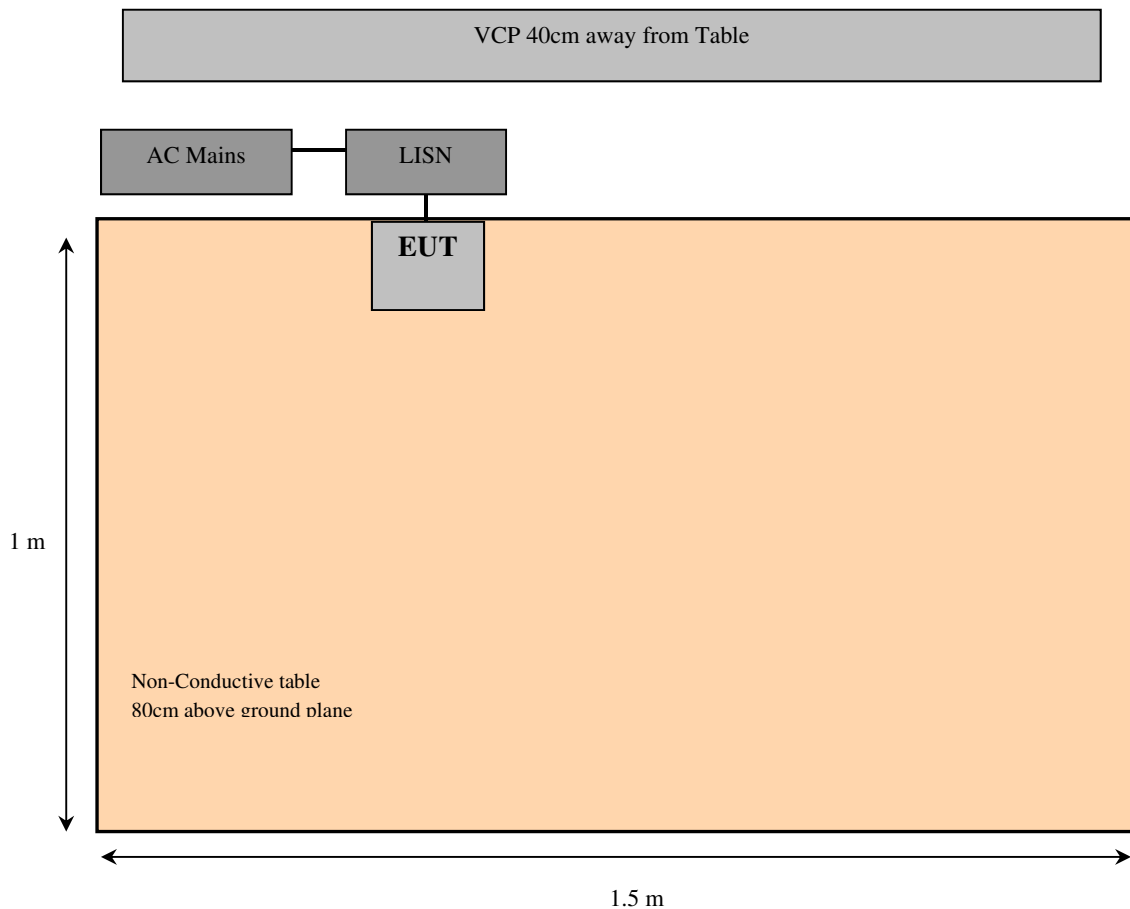 VCP 40cm away from Table
AC Mains
LISN
EUT
1 m
Non-Conductive table
80cm above ground plane
1.5 m